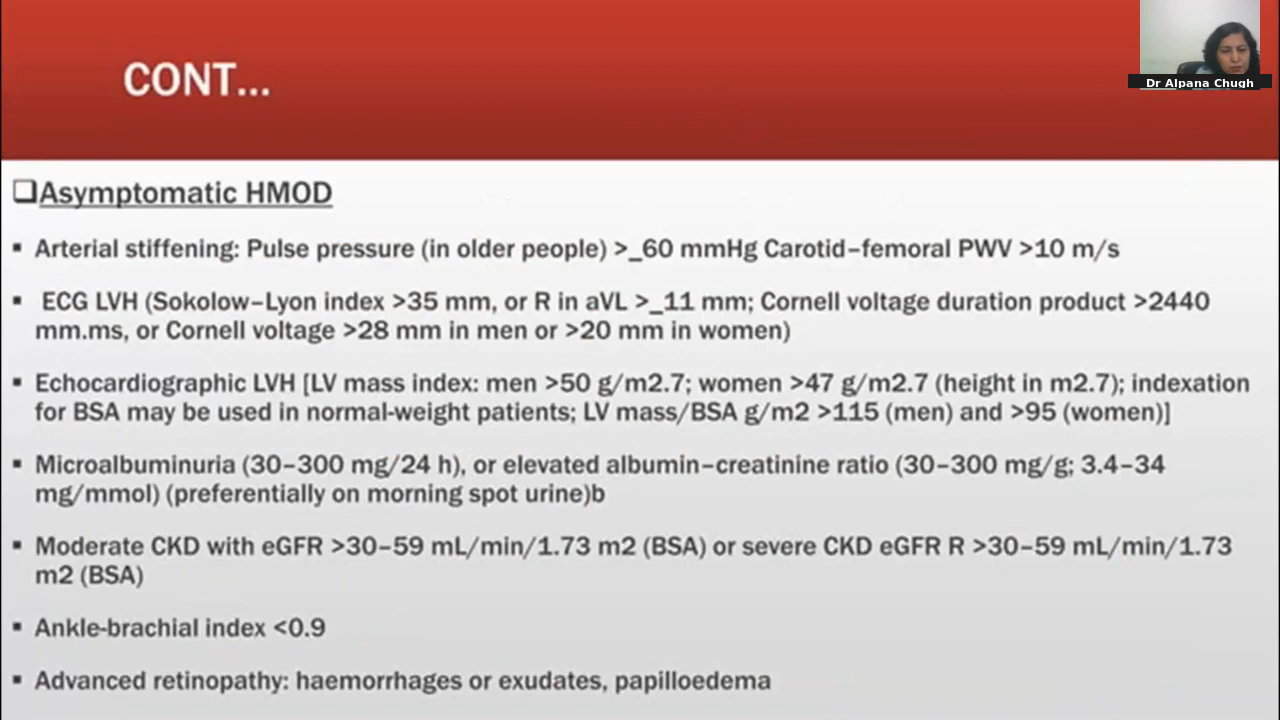 CONT...
Dr Alpana Chugh
❑Asymptomatic HMOD
▪ Arterial stiffening: Pulse pressure (in older people) >_60 mmHg Carotid–femoral PWV >10 m/s
▪ ECG LVH (Sokolow–Lyon index >35 mm, or R in aVL >_11 mm; Cornell voltage duration product >2440
mm.ms, or Cornell voltage >28 mm in men or >20 mm in women)
▪ Echocardiographic LVH [LV mass index: men >50 g/m2.7; women >47 g/m2.7 (height in m2.7); indexation
for BSA may be used in normal-weight patients; LV mass/BSA g/m2 >115 (men) and >95 (women)]
▪ Microalbuminuria (30–300 mg/24 h), or elevated albumin–creatinine ratio (30–300 mg/g; 3.4–34
mg/mmol) (preferentially on morning spot urine)b
▪ Moderate CKD with eGFR >30–59 mL/min/1.73 m2 (BSA) or severe CKD eGFR R >30–59 mL/min/1.73
m2 (BSA)
▪ Ankle-brachial index <0.9
▪ Advanced retinopathy: haemorrhages or exudates, papilloedema